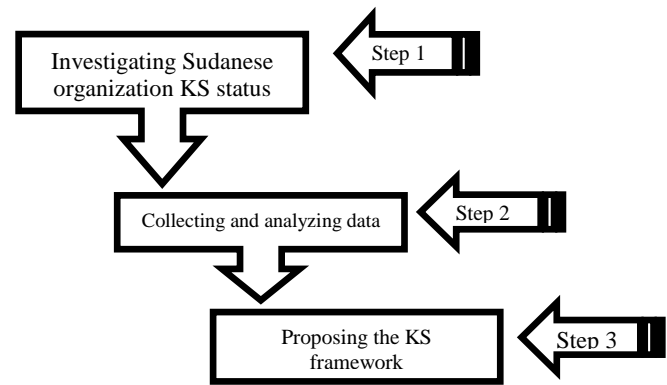 Investigating Sudanese
organization KS status
Step 1
Collecting and analyzing data
Step 2
Proposing the KS
framework
Step 3